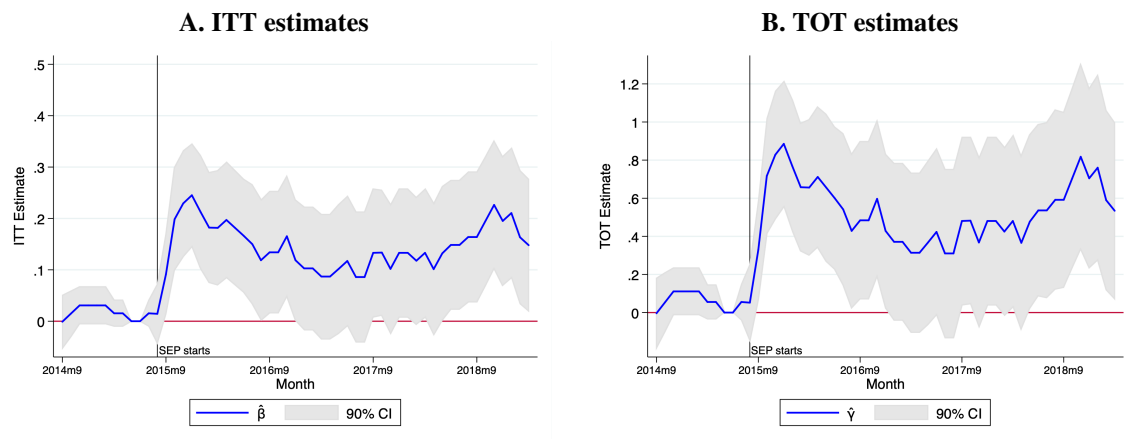 A. ITT estimates
.5
.4
.3
.2
.1
0
ITT Estimate
SEP starts
2014m9
2015m9
2016m9
2017m9
2018m9
Month
β̂
90% CI
B. TOT estimates
1.2
1
.8
.6
.4
.2
0
TOT Estimate
SEP starts
2014m9
2015m9
2016m9
2017m9
2018m9
Month
γ̂
90% CI